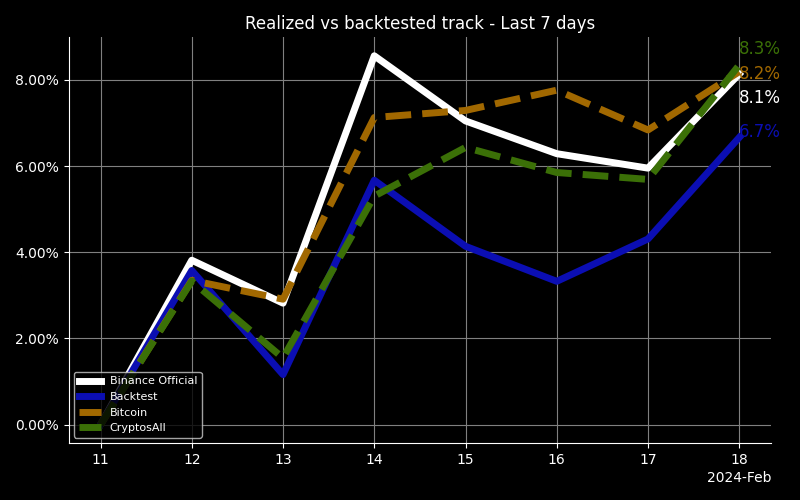 Realized vs backtested track - Last 7 days
8.3%
8.2%
8.1%
6.7%
8.00%
6.00%
4.00%
2.00%
0.00%
Binance Official
Backtest
Bitcoin
CryptosAll
11 12 13 14 15 16 17 18
2024-Feb